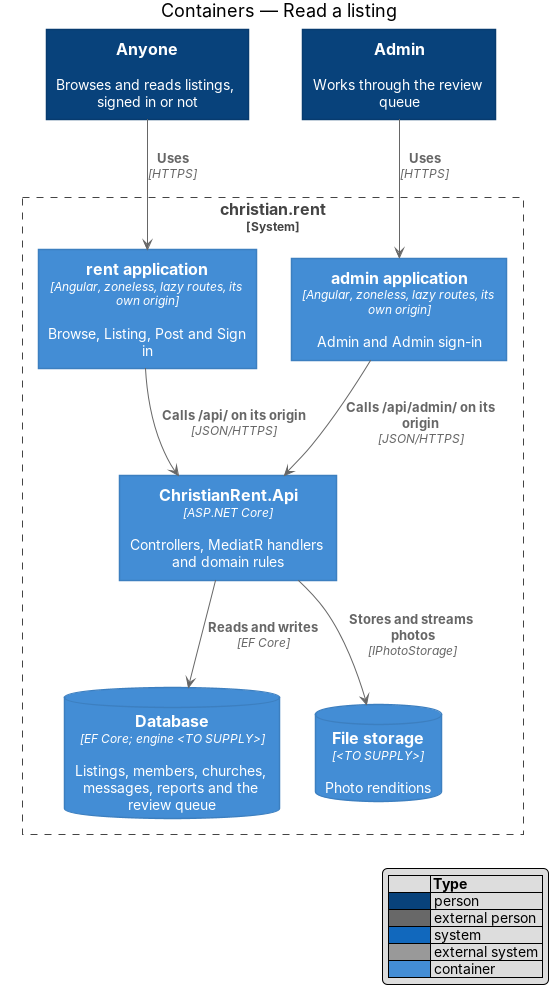 Containers — Read a listing
Anyone
Browses and reads listings,
signed in or not
Admin
Works through the review
queue
Uses
[HTTPS]
Uses
[HTTPS]
christian.rent
[System]
rent application
[Angular, zoneless, lazy routes, its
own origin]
Browse, Listing, Post and Sign
in
admin application
[Angular, zoneless, lazy routes, its
own origin]
Admin and Admin sign-in
Calls /api/ on its origin
[JSON/HTTPS]
Calls /api/admin/ on its
origin
[JSON/HTTPS]
ChristianRent.Api
[ASP.NET Core]
Controllers, MediatR handlers
and domain rules
Reads and writes
[EF Core]
Stores and streams
photos
[IPhotoStorage]
Database
[EF Core; engine <TO SUPPLY>]
Listings, members, churches,
messages, reports and the
review queue
File storage
[<TO SUPPLY>]
Photo renditions
Type
person
external person
system
external system
container